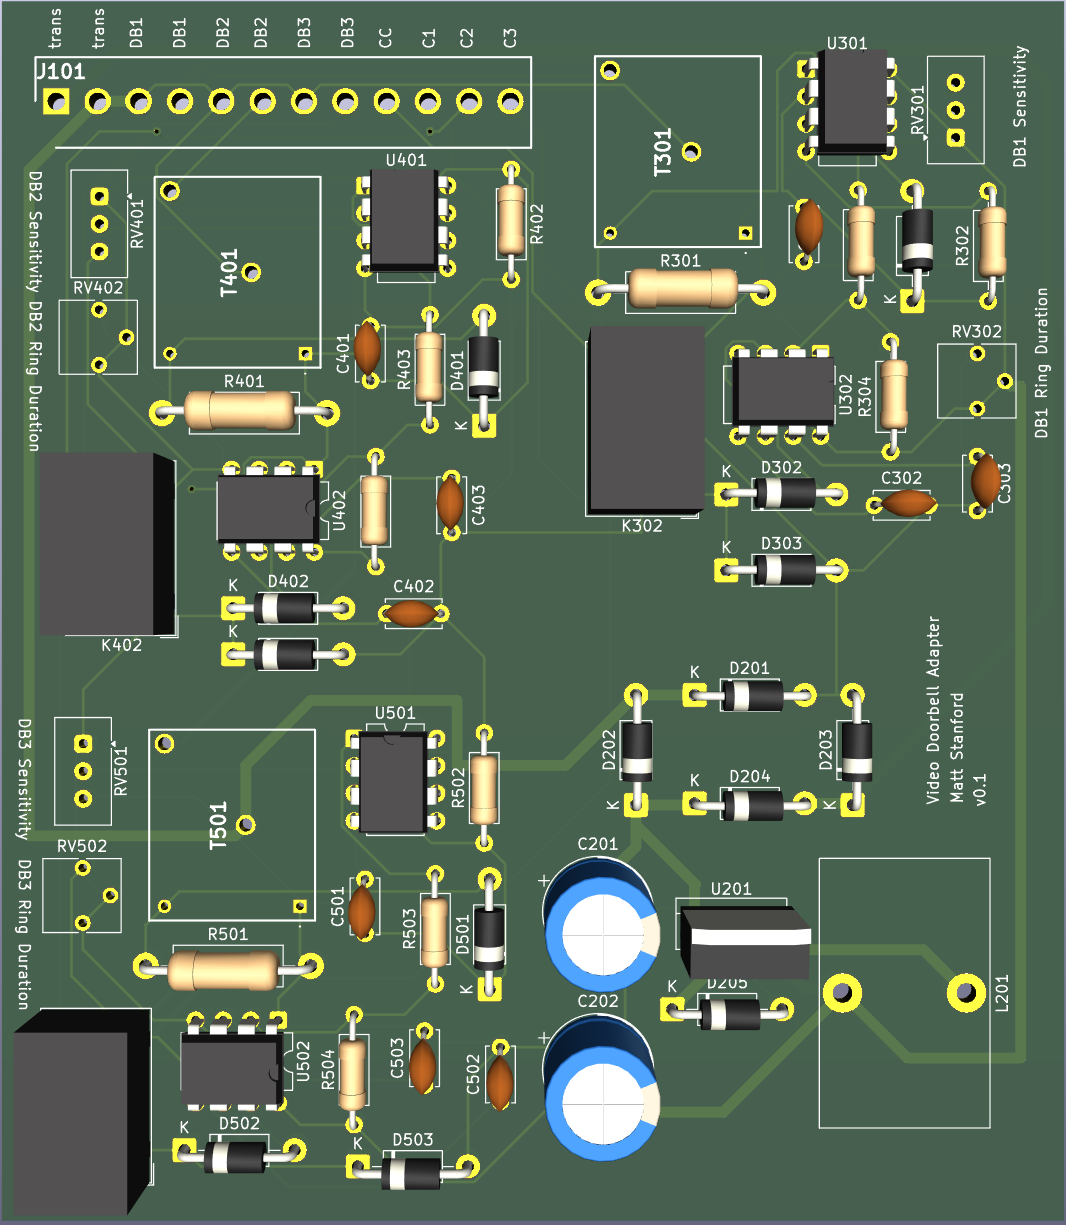 trans
trans
DB1
DB1
DB2
DB2
DB3
DB3
CC
C1
C2
C3
J101
U301
RV301
DB1 Sensitivity
T301
U401
R402
RV401
DB2 Sensitivity
T401
R301
R302
K
RV402
DB2 Ring Duration
C401
R403
D401
K
R401
U302
R304
RV302
DB1 Ring Duration
U402
C403
K
D302
C302
C303
K302
K
D303
K
D402
C402
K402
K
Video Doorbell Adapter
Matt Stanford
v0.1
K
D201
D202
K
D203
K
K
D204
U501
R502
DB3 Sensitivity
RV501
T501
RV502
DB3 Ring Duration
C501
R503
D501
K
R501
C201
+
U201
K
D205
L201
C202
+
U502
R504
C503
C502
K
D502
K
D503